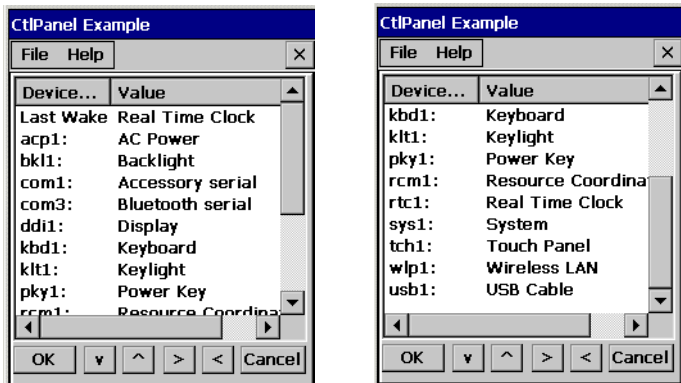 CtlPanel Example
File Help ×
Device... Value
Last Wake Real Time Clock
acp1: AC Power
bkl1: Backlight
com1: Accessory serial
com3: Bluetooth serial
ddi1: Display
kbd1: Keyboard
klt1: Keylight
pky1: Power Key
rcm1: Resource Coordina
OK v ^ > < Cancel
CtlPanel Example
File Help ×
Device... Value
kbd1: Keyboard
klt1: Keylight
pky1: Power Key
rcm1: Resource Coordina
rtc1: Real Time Clock
sys1: System
tch1: Touch Panel
wlp1: Wireless LAN
usb1: USB Cable
OK v ^ > < Cancel